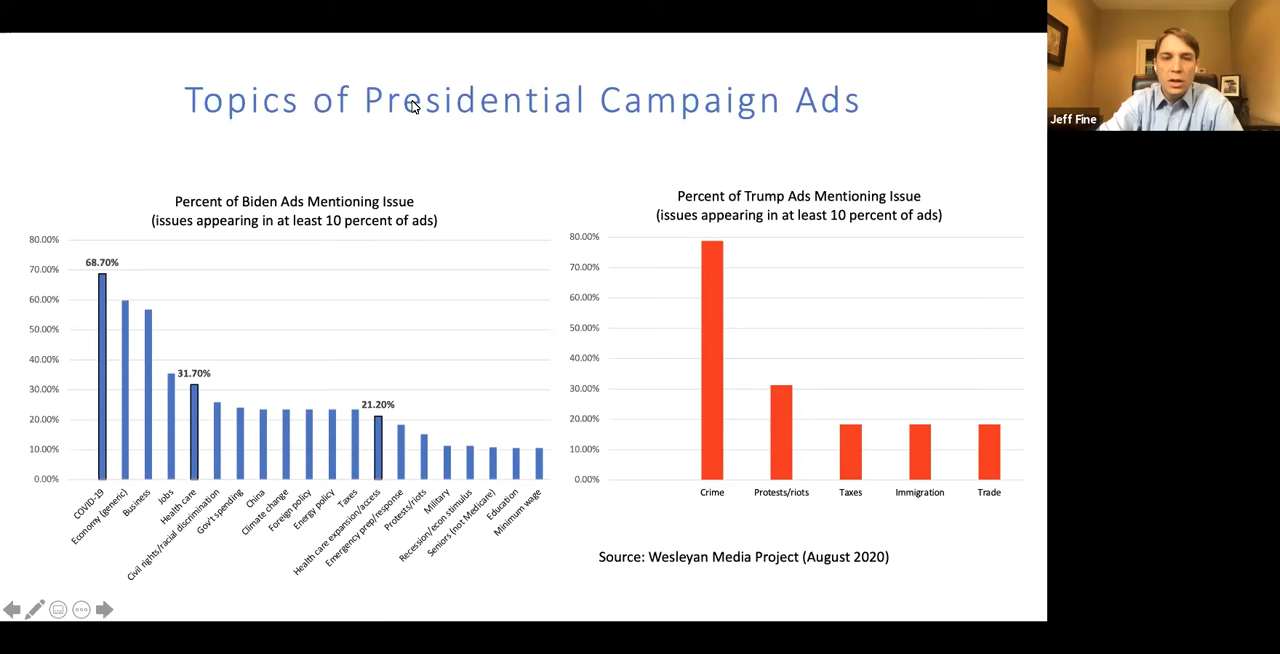 Topics of Presidential Campaign Ads
Jeff Fine
Percent of Biden Ads Mentioning Issue
(issues appearing in at least 10 percent of ads)
80.00%
70.00%
60.00%
50.00%
40.00%
30.00%
20.00%
10.00%
0.00%
68.70%
31.70%
21.20%
COVID-19
Economy (generic)
Business
Jobs
Health care
Civil rights/racial discrimination
Gov't spending
China
Climate change
Foreign policy
Energy policy
Taxes
Health care expansion/access
Emergency prep/response
Protests/riots
Military
Recession/econ stimulus
Seniors (not Medicare)
Education
Minimum wage
Percent of Trump Ads Mentioning Issue
(issues appearing in at least 10 percent of ads)
80.00%
70.00%
60.00%
50.00%
40.00%
30.00%
20.00%
10.00%
0.00%
Crime
Protests/riots
Taxes
Immigration
Trade
Source: Wesleyan Media Project (August 2020)